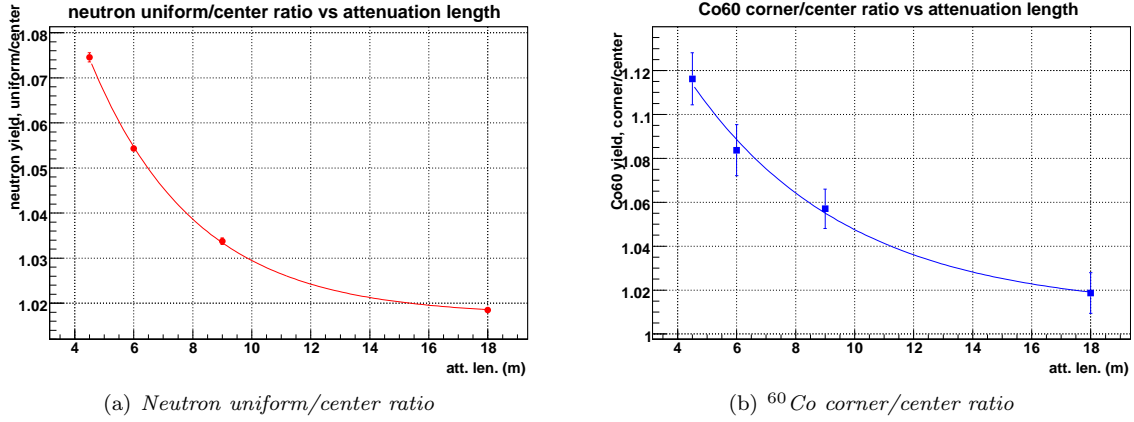 neutron uniform/center ratio vs attenuation length
neutron yield, uniform/center
1.08
1.07
1.06
1.05
1.04
1.03
1.02
4 6 8 10 12 14 16 18
att. len. (m)
(a) Neutron uniform/center ratio
Co60 corner/center ratio vs attenuation length
Co60 yield, corner/center
1.12
1.1
1.08
1.06
1.04
1.02
1
4 6 8 10 12 14 16 18
att. len. (m)
(b) ⁶⁰Co corner/center ratio